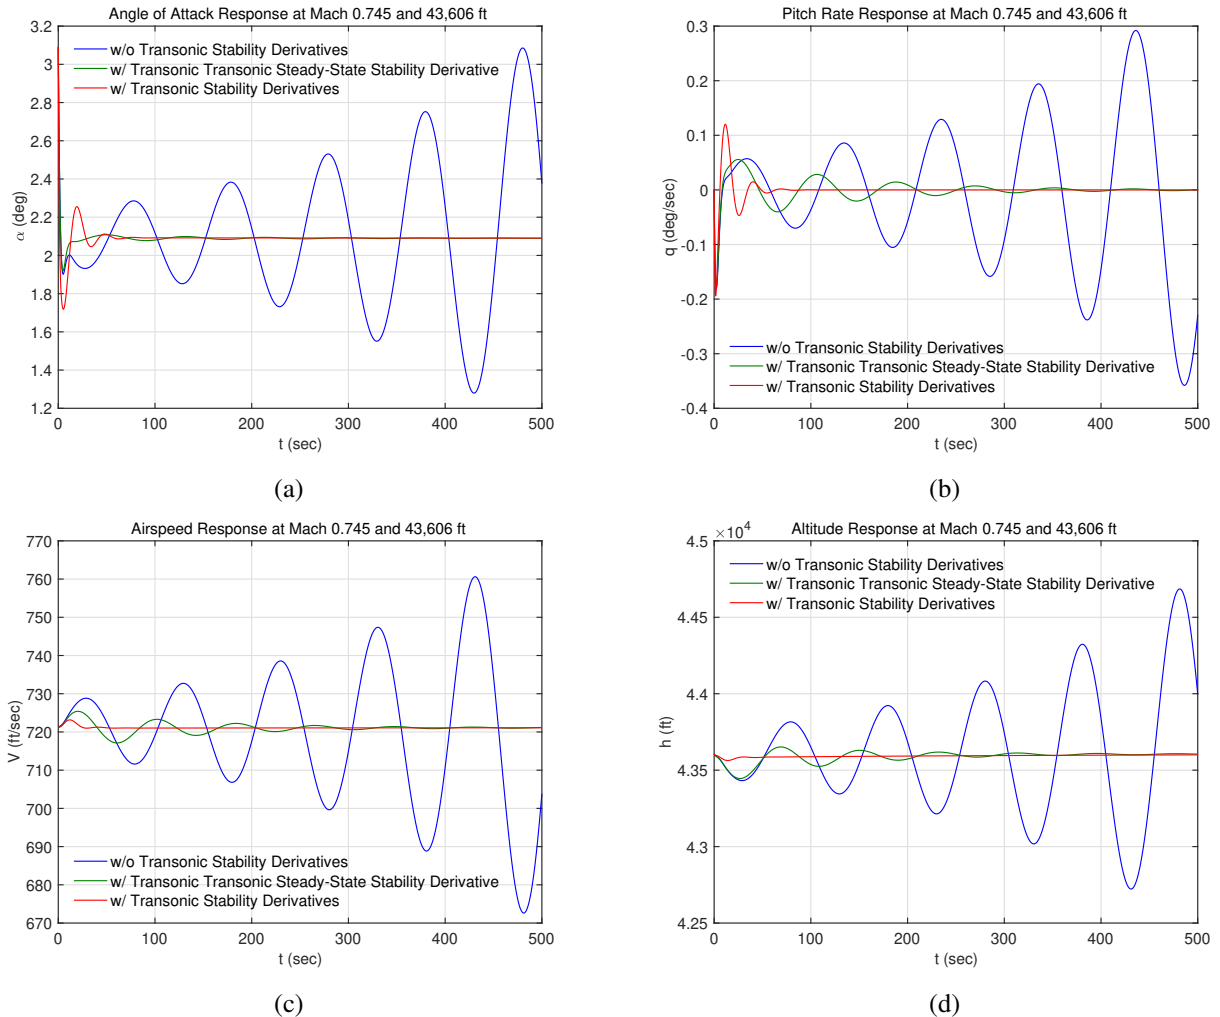 Angle of Attack Response at Mach 0.745 and 43,606 ft
3.2
3
2.8
2.6
2.4
2.2
2
1.8
1.6
1.4
1.2
α (deg)
w/o Transonic Stability Derivatives
w/ Transonic Transonic Steady-State Stability Derivative
w/ Transonic Stability Derivatives
0 100 200 300 400 500
t (sec)
(a)
Pitch Rate Response at Mach 0.745 and 43,606 ft
0.3
0.2
0.1
0
-0.1
-0.2
-0.3
-0.4
q (deg/sec)
w/o Transonic Stability Derivatives
w/ Transonic Transonic Steady-State Stability Derivative
w/ Transonic Stability Derivatives
0 100 200 300 400 500
t (sec)
(b)
Airspeed Response at Mach 0.745 and 43,606 ft
770
760
750
740
730
720
710
700
690
680
670
V (ft/sec)
w/o Transonic Stability Derivatives
w/ Transonic Transonic Steady-State Stability Derivative
w/ Transonic Stability Derivatives
0 100 200 300 400 500
t (sec)
(c)
Altitude Response at Mach 0.745 and 43,606 ft
×10⁴
4.5
4.45
4.4
4.35
4.3
4.25
h (ft)
w/o Transonic Stability Derivatives
w/ Transonic Transonic Steady-State Stability Derivative
w/ Transonic Stability Derivatives
0 100 200 300 400 500
t (sec)
(d)